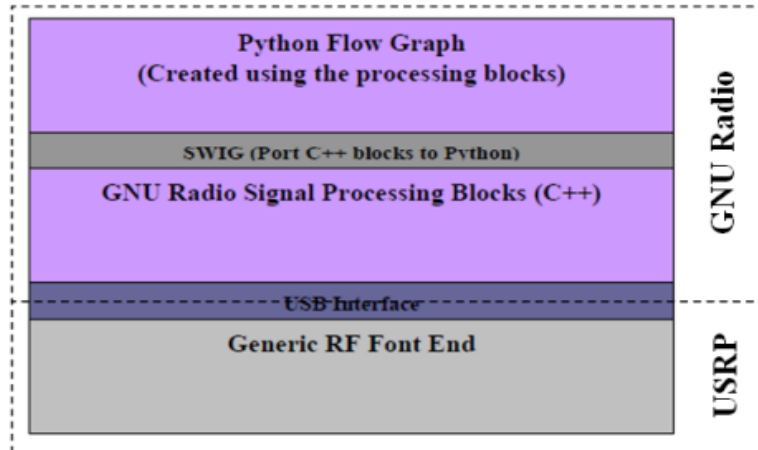 Python Flow Graph
(Created using the processing blocks)
SWIG (Port C++ blocks to Python)
GNU Radio Signal Processing Blocks (C++)
USB Interface
Generic RF Font End
GNU Radio
USRP